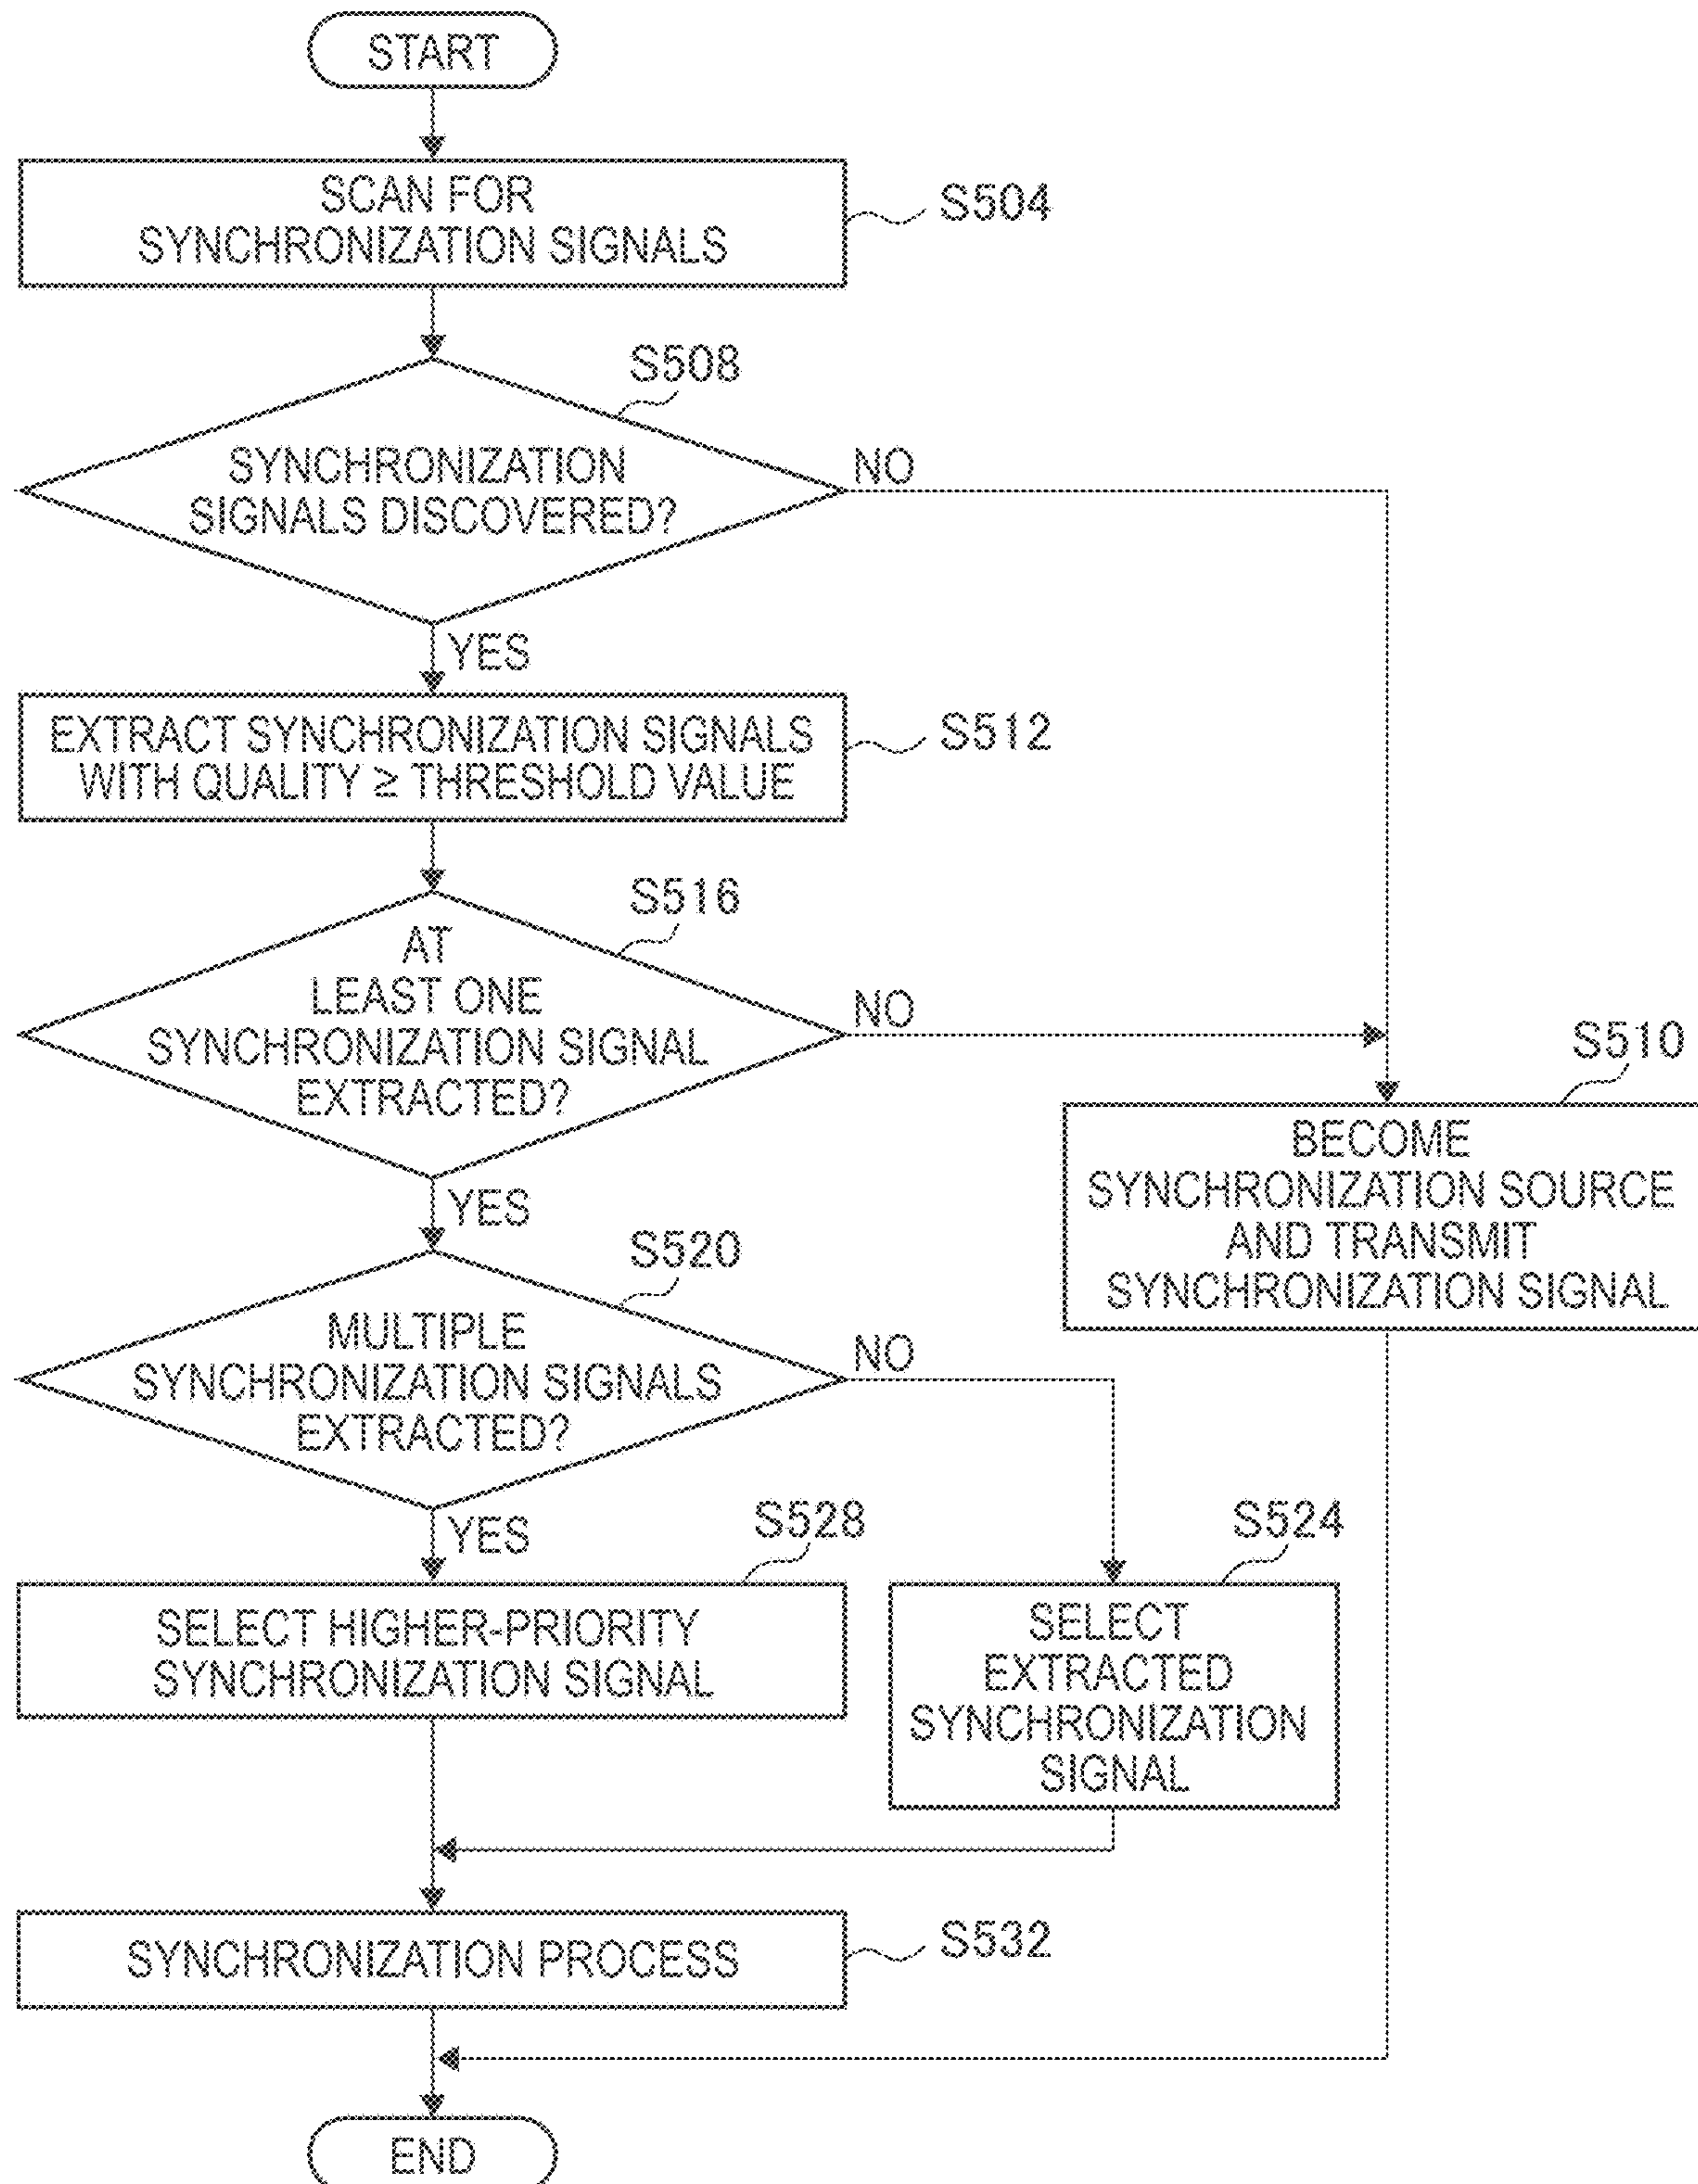 START
SCAN FOR
SYNCHRONIZATION SIGNALS
S504
S508
SYNCHRONIZATION
SIGNALS DISCOVERED?
NO
YES
EXTRACT SYNCHRONIZATION SIGNALS
WITH QUALITY ≥ THRESHOLD VALUE
S512
S516
AT
LEAST ONE
SYNCHRONIZATION SIGNAL
EXTRACTED?
NO
YES
S510
BECOME
SYNCHRONIZATION SOURCE
AND TRANSMIT
SYNCHRONIZATION SIGNAL
S520
MULTIPLE
SYNCHRONIZATION SIGNALS
EXTRACTED?
NO
YES
S528
SELECT HIGHER-PRIORITY
SYNCHRONIZATION SIGNAL
S524
SELECT
EXTRACTED
SYNCHRONIZATION
SIGNAL
SYNCHRONIZATION PROCESS
S532
END